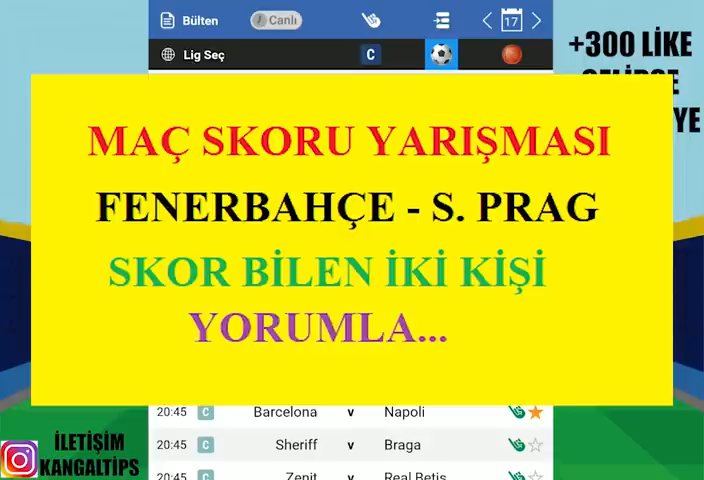 Bülten
Canlı
17
Lig Seç
C
+300 LİKE
YE
MAÇ SKORU YARIŞMASI
FENERBAHÇE - S. PRAG
SKOR BİLEN İKİ KİŞİ
YORUMLA...
20:45 C Barcelona v Napoli
20:45 C Sheriff v Braga
20:45 C Zenit v Real Betis
İLETİŞİM
KANGALTIPS